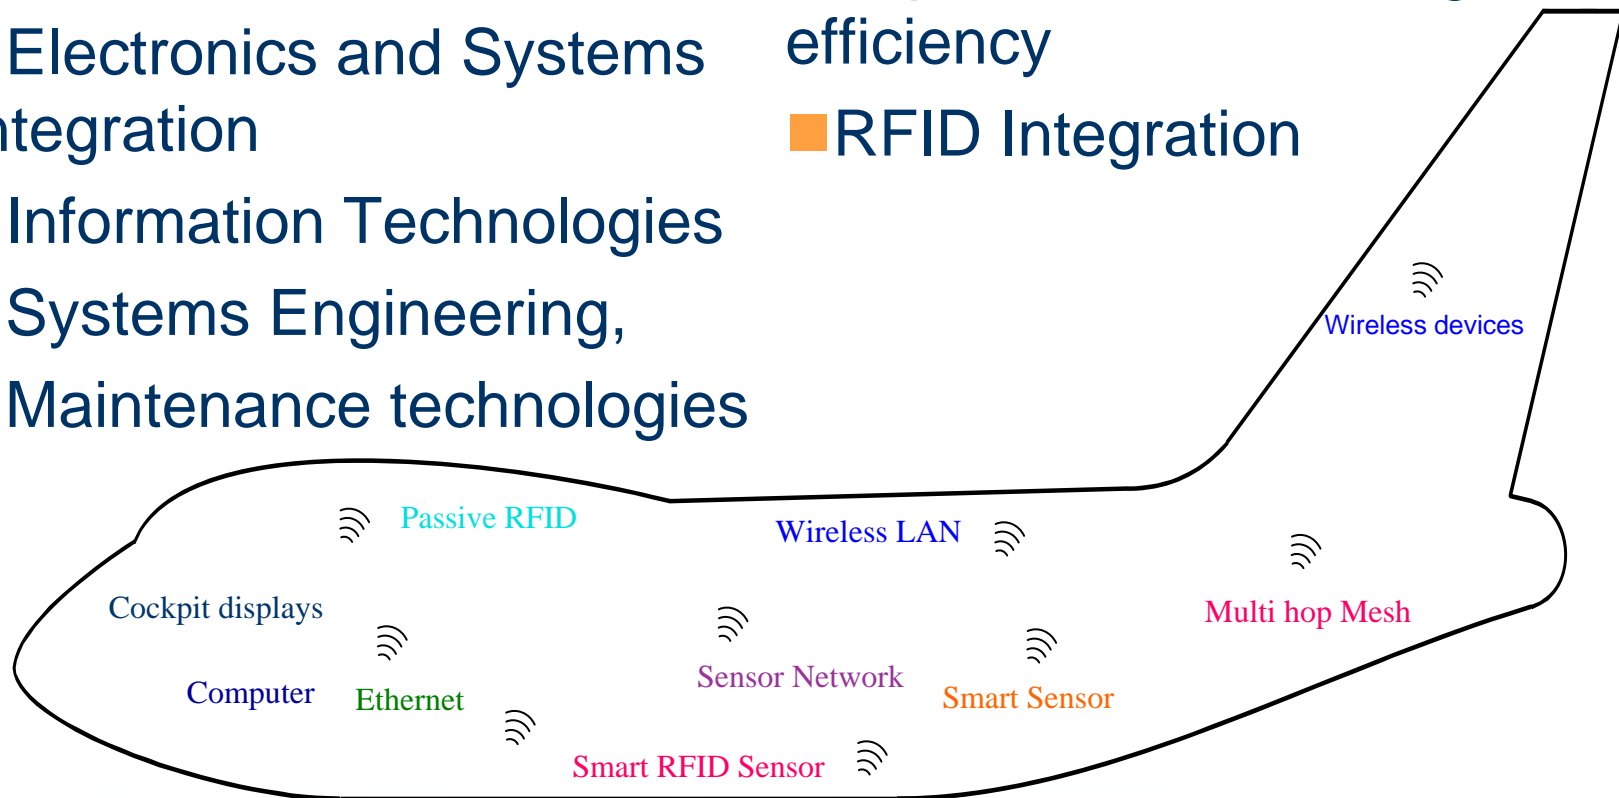 Electronics and Systems
ntegration
Information Technologies
Systems Engineering,
Maintenance technologies
efficiency
RFID Integration
Wireless devices
Passive RFID
Wireless LAN
Cockpit displays
Multi hop Mesh
Computer
Ethernet
Sensor Network
Smart Sensor
Smart RFID Sensor